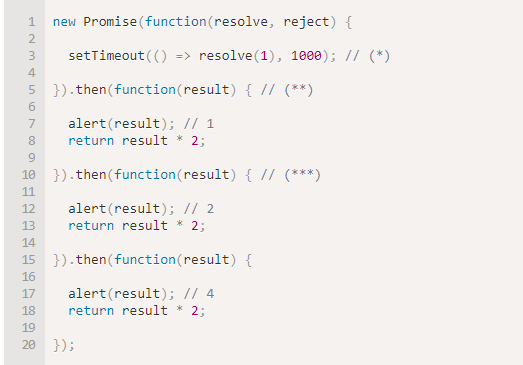 1 new Promise(function(resolve, reject) {
2
3 setTimeout(() => resolve(1), 1000); // (*)
4
5 }).then(function(result) { // (**)
6
7 alert(result); // 1
8 return result * 2;
9
10 }).then(function(result) { // (***)
11
12 alert(result); // 2
13 return result * 2;
14
15 }).then(function(result) {
16
17 alert(result); // 4
18 return result * 2;
19
20 });